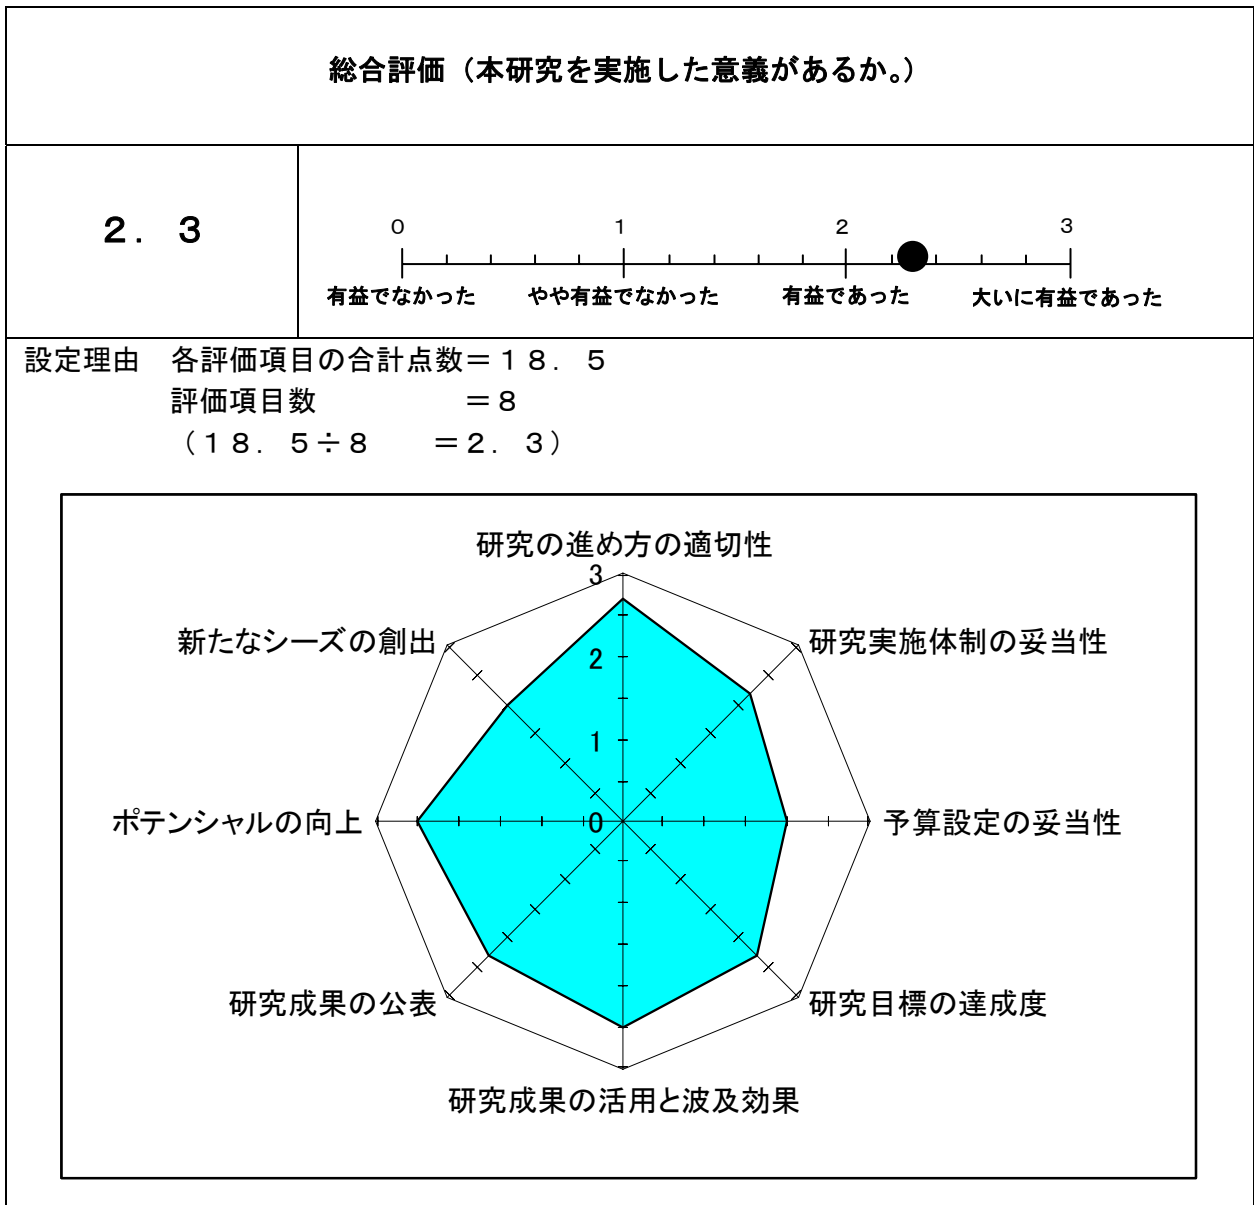 総合評価（本研究を実施した意義があるか。）
２．３
0 1 2 3
有益でなかった やや有益でなかった 有益であった 大いに有益であった
設定理由　各評価項目の合計点数＝１８．５
評価項目数　＝８
（１８．５÷８　＝２．３）
研究の進め方の適切性
3
新たなシーズの創出
研究実施体制の妥当性
2
1
ポテンシャルの向上
0
予算設定の妥当性
研究成果の公表
研究目標の達成度
研究成果の活用と波及効果